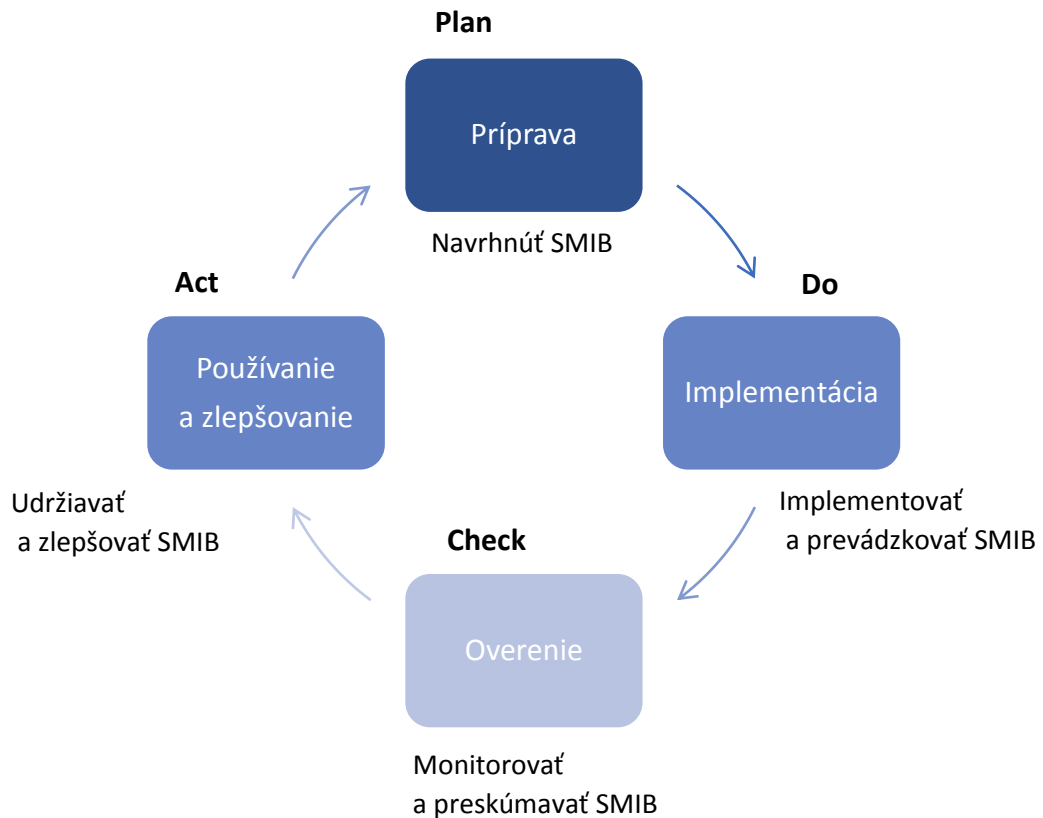 Plan
Príprava
Navrhnúť SMIB
Do
Implementácia
Implementovať
a prevádzkovať SMIB
Check
Overenie
Monitorovať
a preskúmavať SMIB
Act
Používanie
a zlepšovanie
Udržiavať
a zlepšovať SMIB